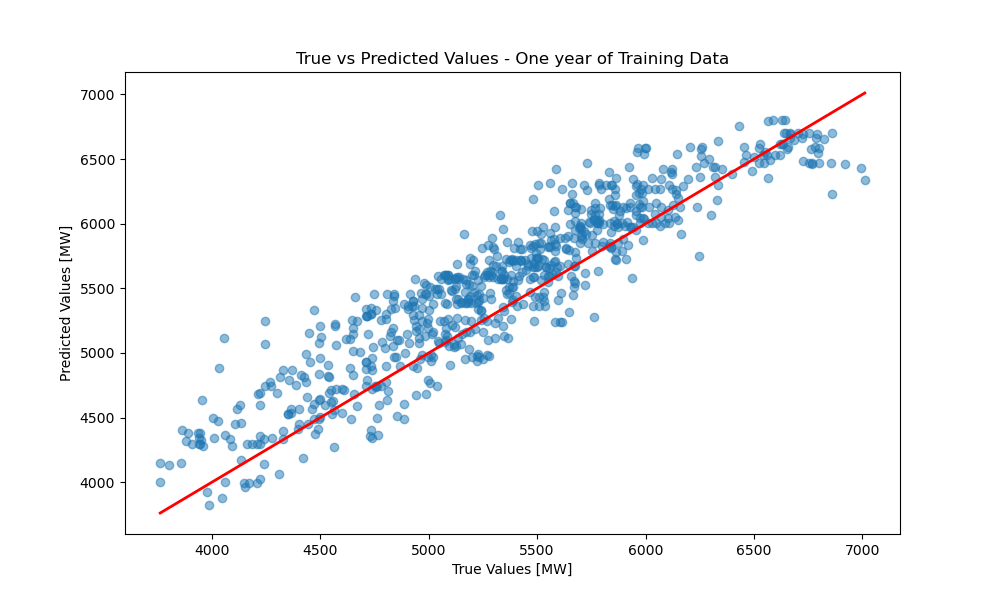 True vs Predicted Values - One year of Training Data
Predicted Values [MW]
7000
6500
6000
5500
5000
4500
4000
4000 4500 5000 5500 6000 6500 7000
True Values [MW]